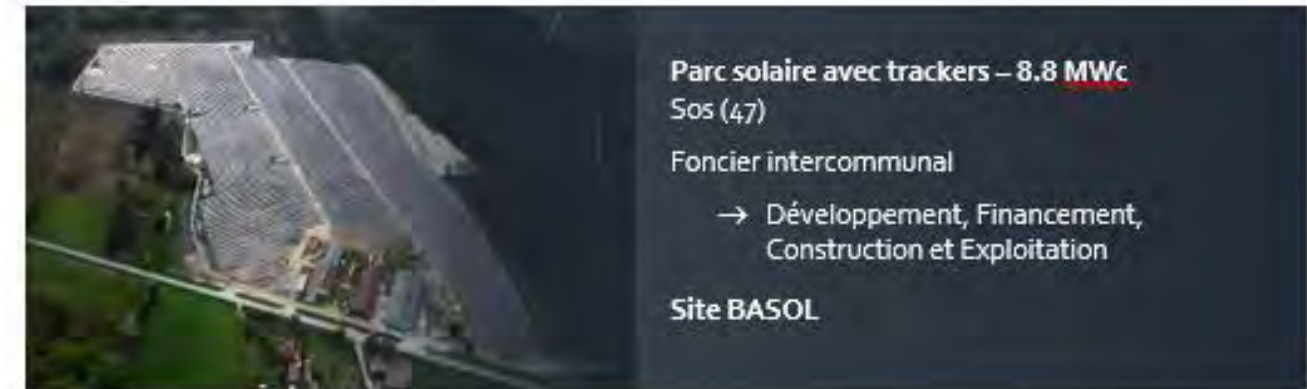 Parc solaire avec trackers – 8.8 MWc
Sos (47)
Foncier intercommunal
→ Développement, Financement,
Construction et Exploitation
Site BASOL